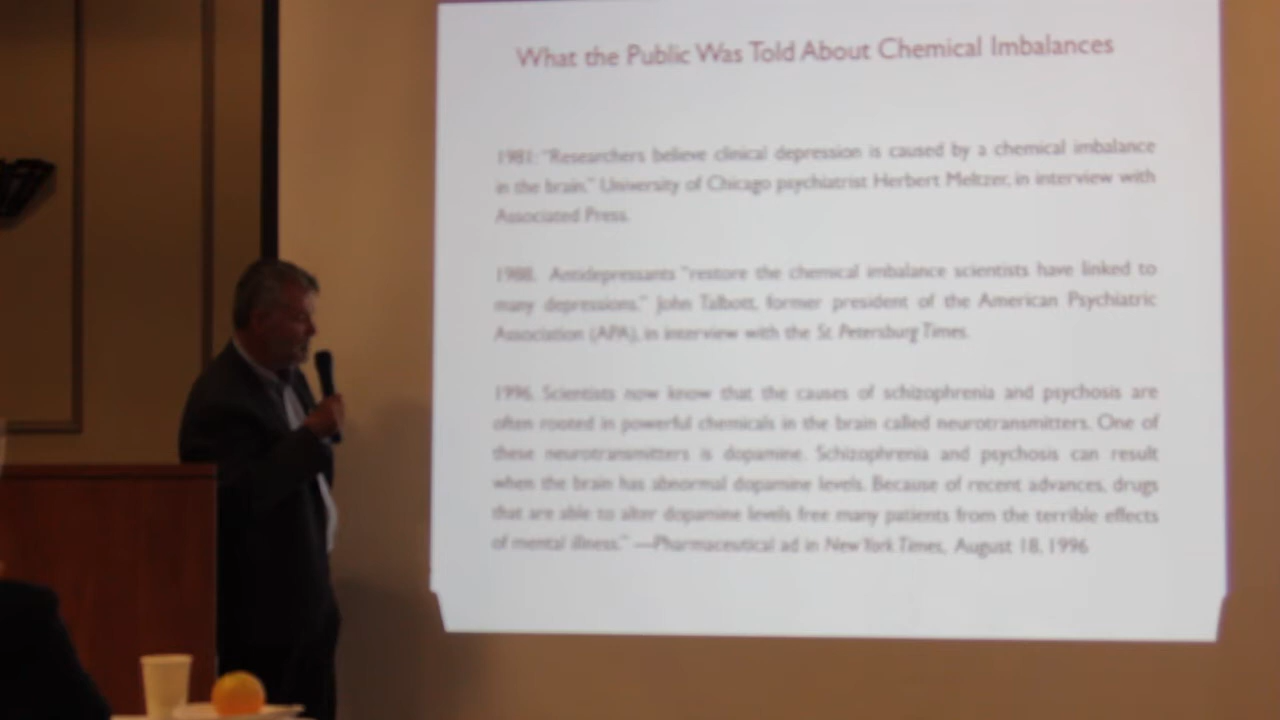 What the Public Was Told About Chemical Imbalances
1981: "Researchers believe clinical depression is caused by a chemical imbalance
in the brain." University of Chicago psychiatrist Herbert Meltzer, in interview with
Associated Press.
1988. Antidepressants "restore the chemical imbalance scientists have linked to
many depressions." John Talbott, former president of the American Psychiatric
Association (APA), in interview with the St. Petersburg Times.
1996. Scientists now know that the causes of schizophrenia and psychosis are
often rooted in powerful chemicals in the brain called neurotransmitters. One of
these neurotransmitters is dopamine. Schizophrenia and psychosis can result
when the brain has abnormal dopamine levels. Because of recent advances, drugs
that are able to alter dopamine levels free many patients from the terrible effects
of mental illness." —Pharmaceutical ad in New York Times, August 18, 1996